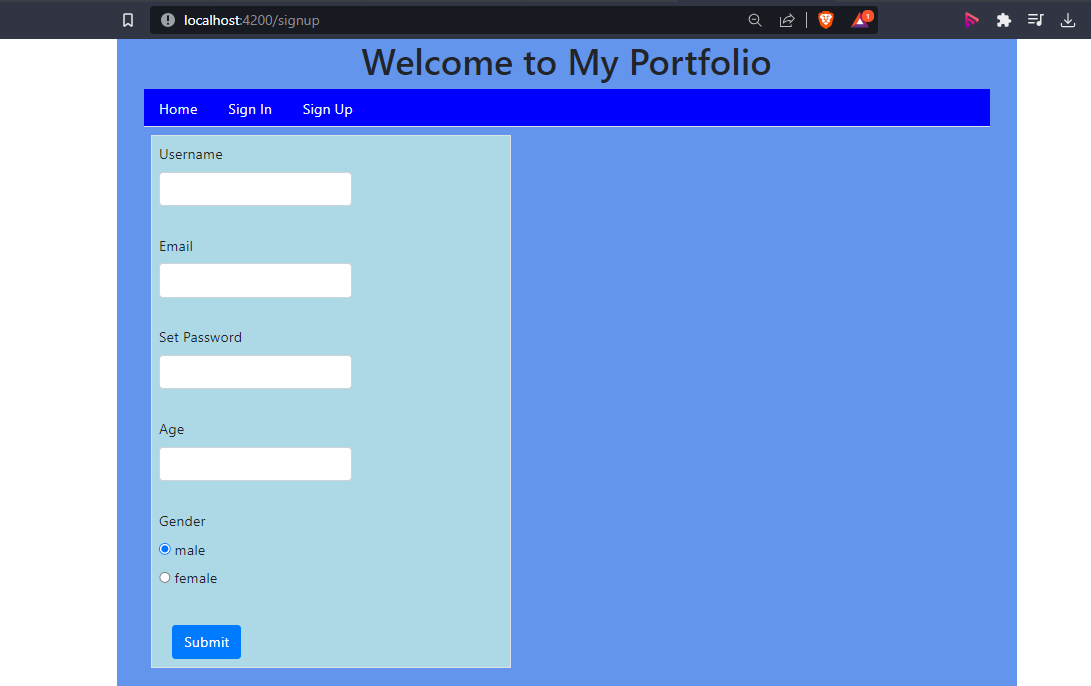 localhost:4200/signup
1
Welcome to My Portfolio
Home Sign In Sign Up
Username
Email
Set Password
Age
Gender
male
female
Submit